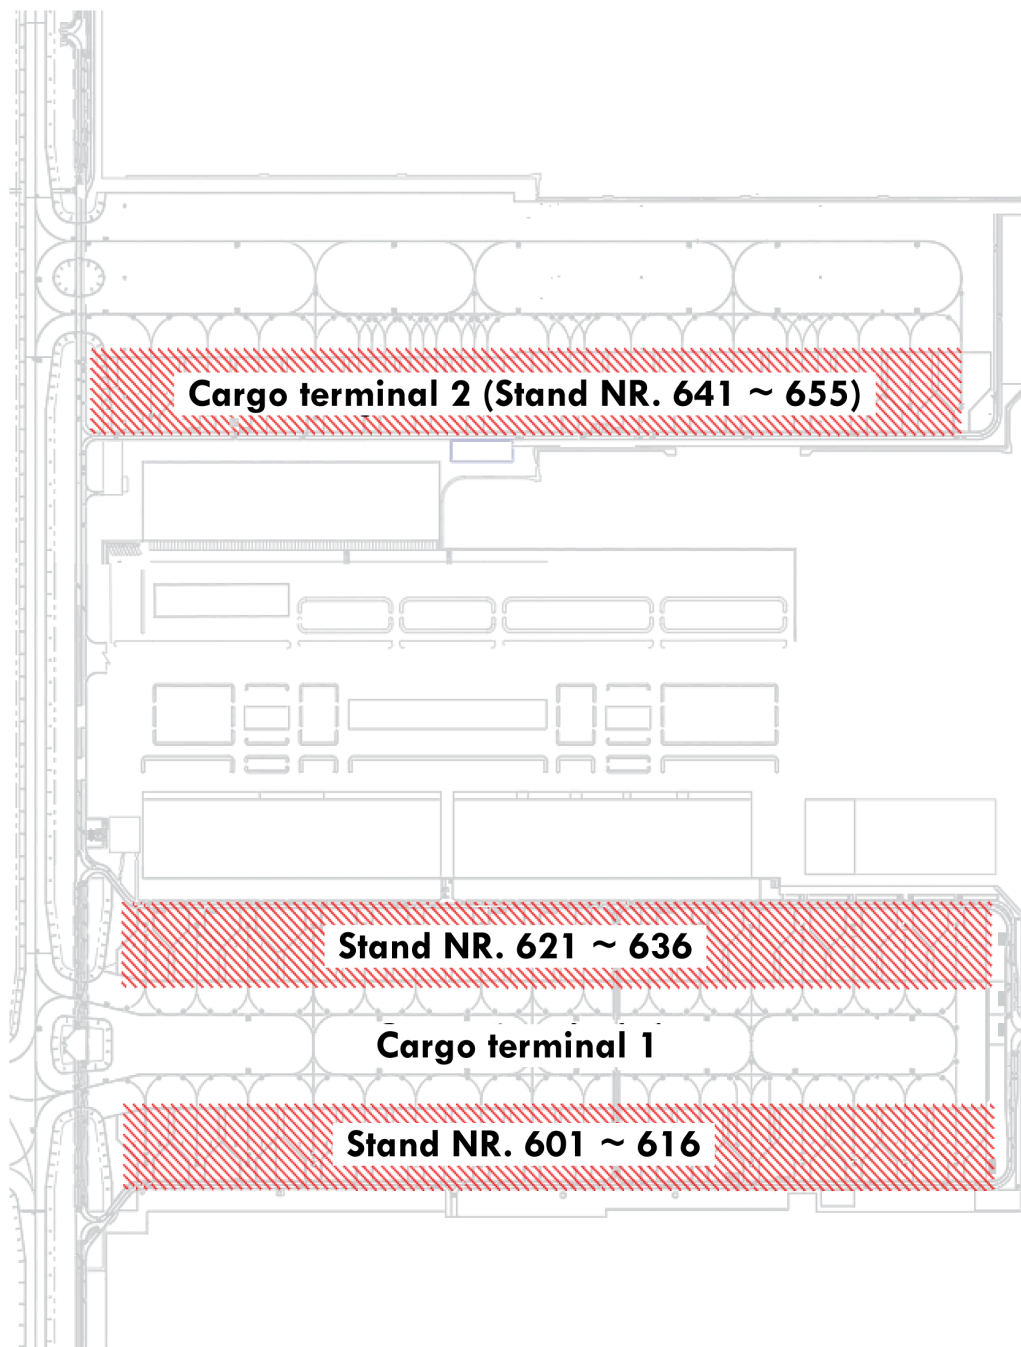 Cargo terminal 2 (Stand NR. 641 ~ 655)
Stand NR. 621 ~ 636
Cargo terminal 1
Stand NR. 601 ~ 616